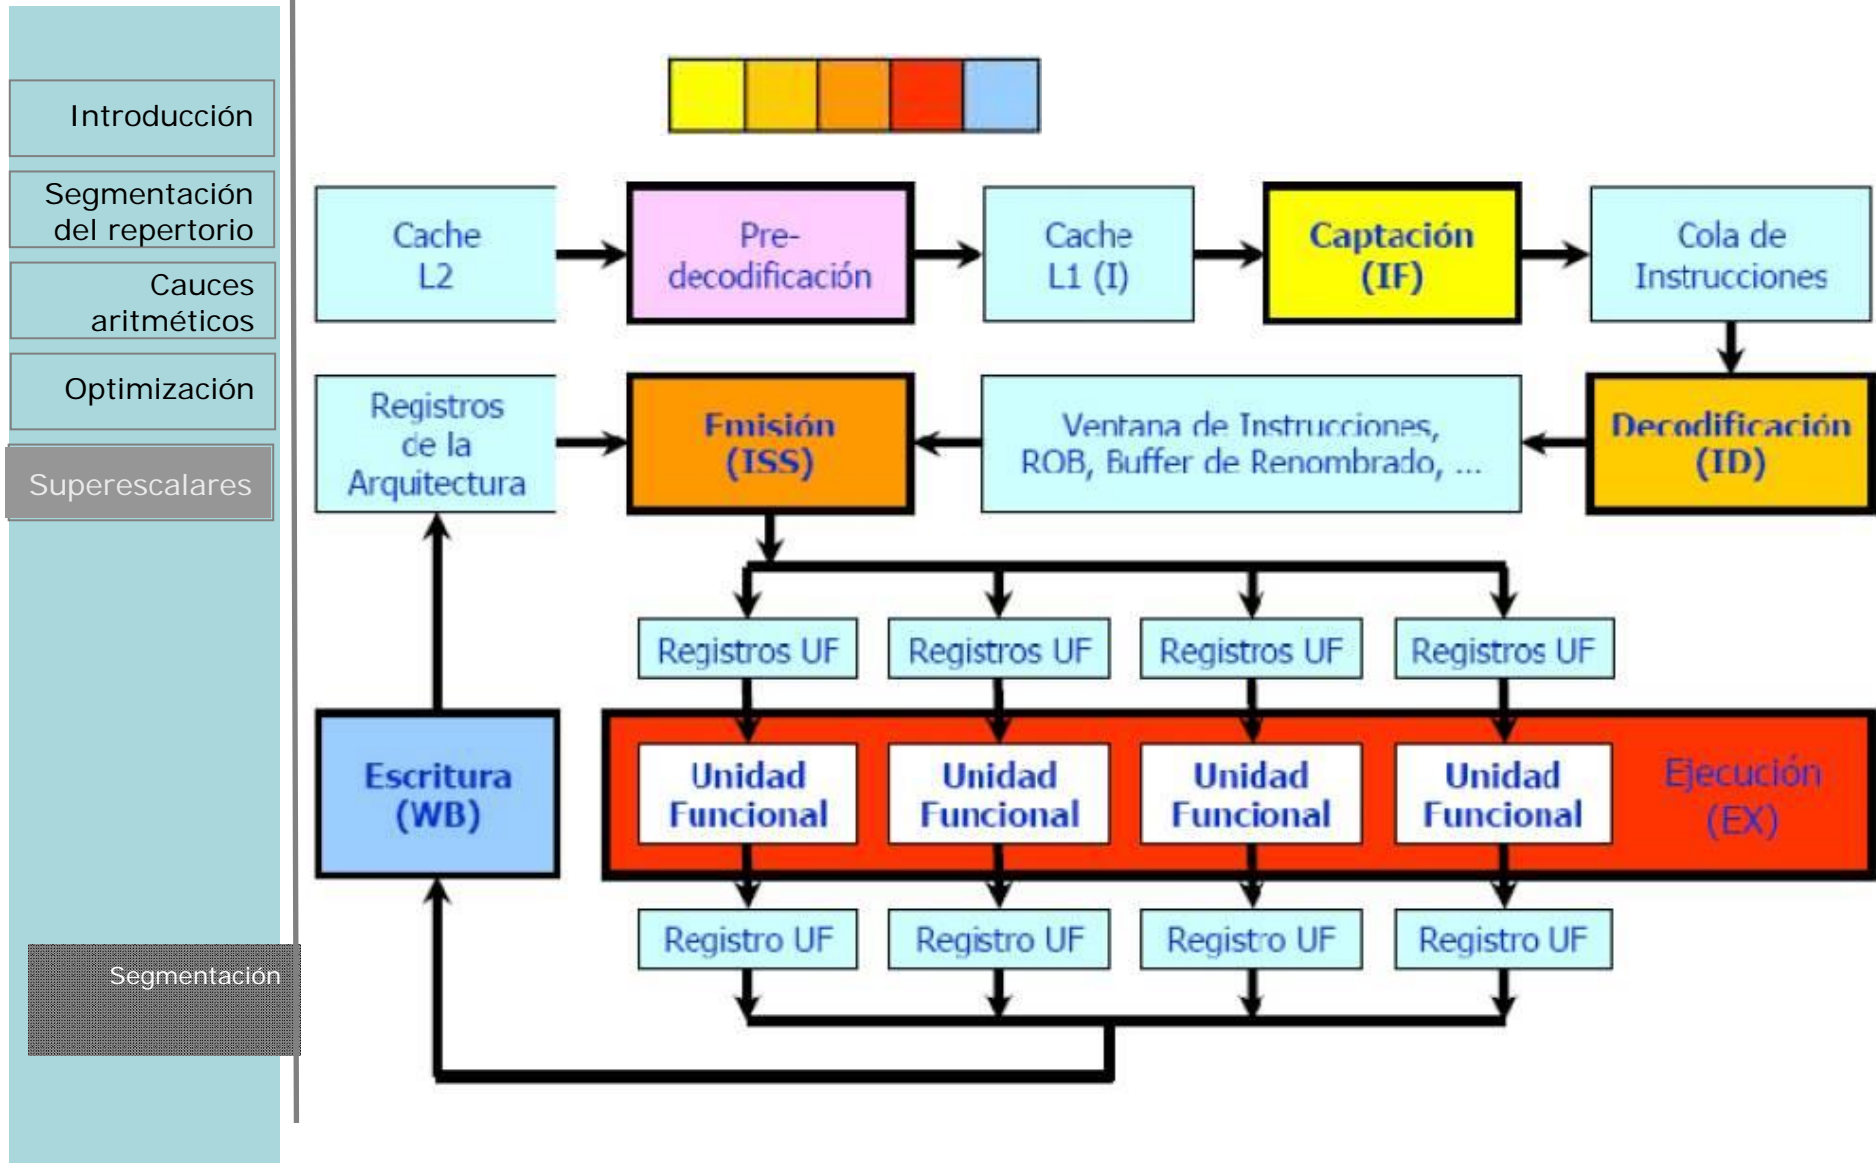 Introducción
Segmentación
del repertorio
Cauces
aritméticos
Optimización
Superescalares
Segmentación
Cache
L2
Pre-
decodificación
Cache
L1 (I)
Captación
(IF)
Cola de
Instrucciones
Registros
de la
Arquitectura
Emisión
(ISS)
Ventana de Instrucciones,
ROB, Buffer de Renombrado, ...
Decodificación
(ID)
Registros UF
Registros UF
Registros UF
Registros UF
Escritura
(WB)
Unidad
Funcional
Unidad
Funcional
Unidad
Funcional
Unidad
Funcional
Ejecución
(EX)
Registro UF
Registro UF
Registro UF
Registro UF